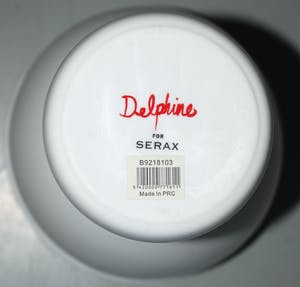 Delphine
FOR
SERAX
B9218103
Made in PRC